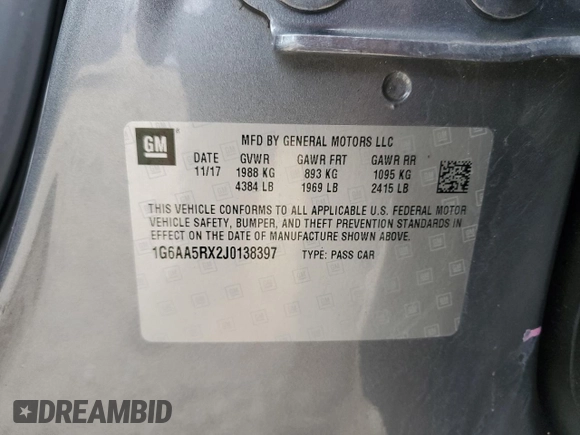 GM
MFD BY GENERAL MOTORS LLC
DATE GVWR GAWR FRT GAWR RR
11/17 1988 KG 893 KG 1095 KG
4384 LB 1969 LB 2415 LB
THIS VEHICLE CONFORMS TO ALL APPLICABLE U.S. FEDERAL MOTOR
VEHICLE SAFETY, BUMPER, AND THEFT PREVENTION STANDARDS IN
EFFECT ON THE DATE OF MANUFACTURE SHOWN ABOVE.
1G6AA5RX2J0138397 TYPE: PASS CAR
DREAMBID